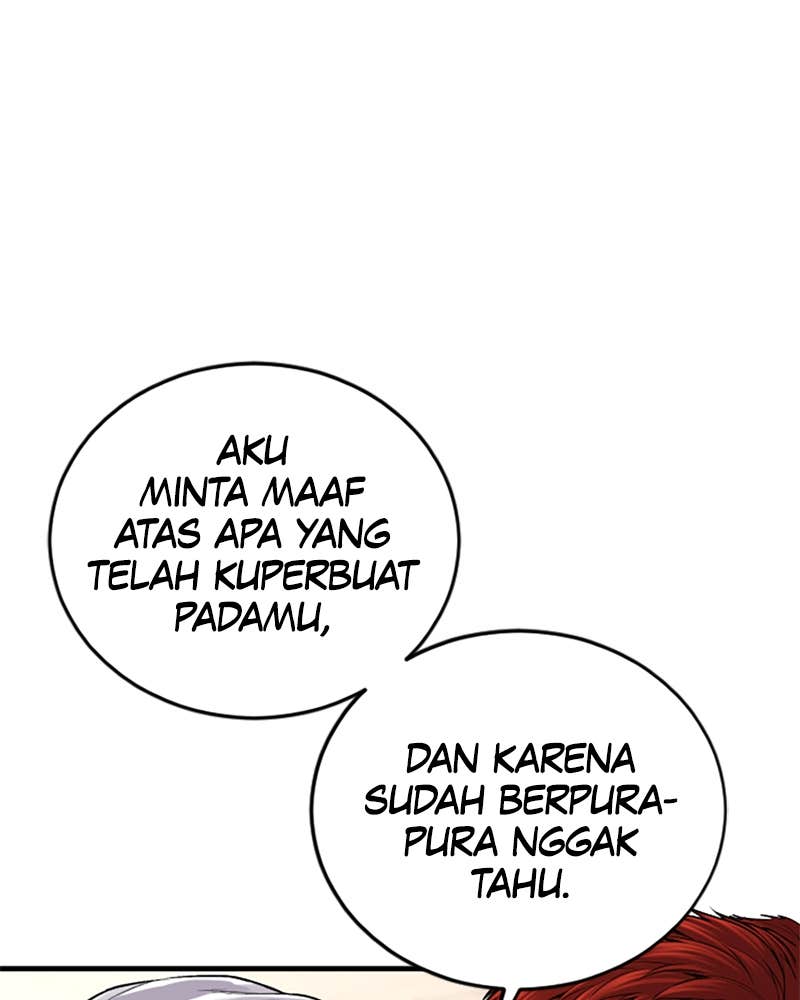 AKU
MINTA MAAF
ATAS APA YANG
TELAH KUPERBUAT
PADAMU,
DAN KARENA
SUDAH BERPURA-
PURA NGGAK
TAHU.